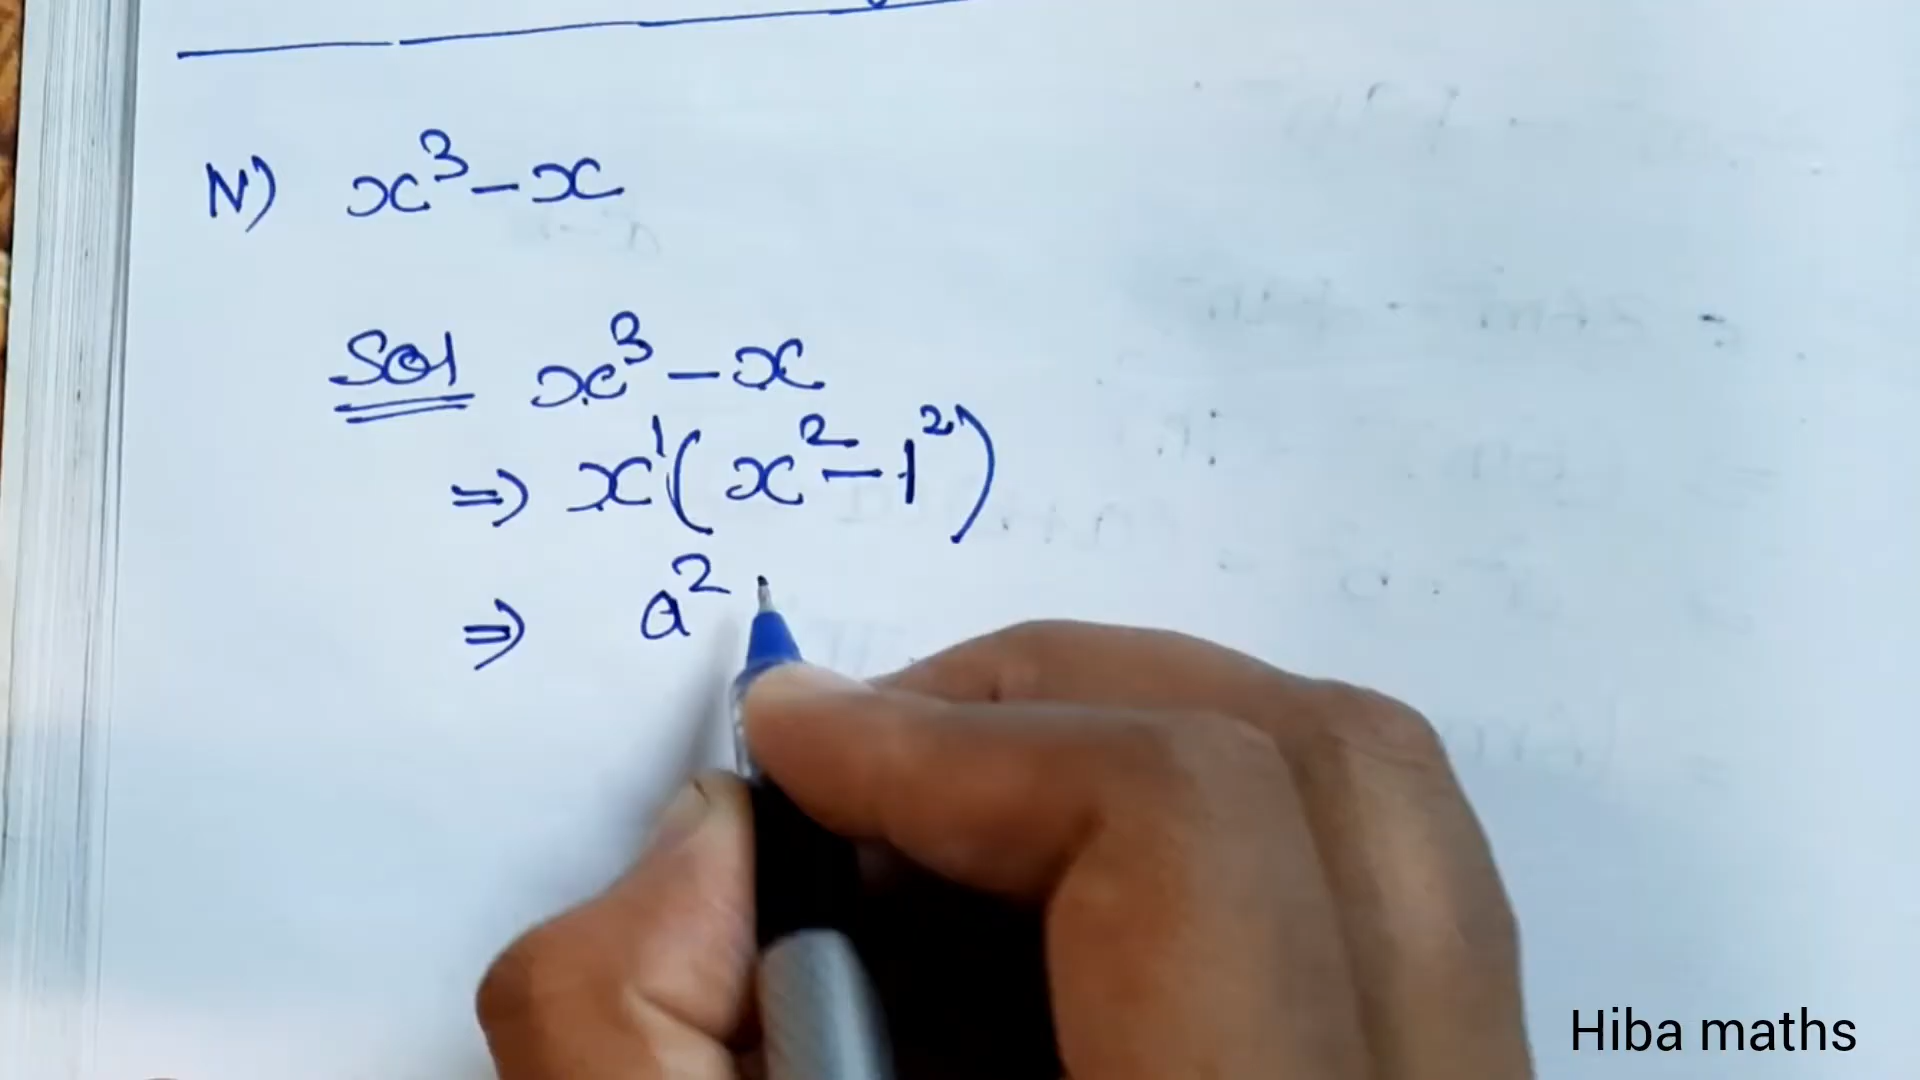 N) x³-x
Sol x³-x
⇒ x¹(x²-1²)
⇒ a²
Hiba maths